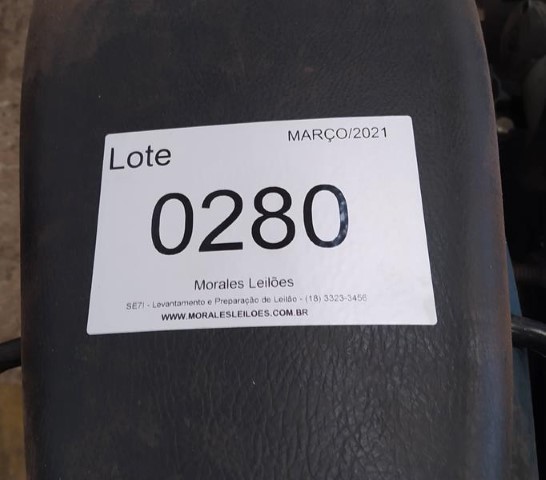 MARÇO/2021
Lote
0280
Morales Leilões
SE7I - Levantamento e Preparação de Leilão - (18) 3323-3456
WWW.MORALESLEILOES.COM.BR